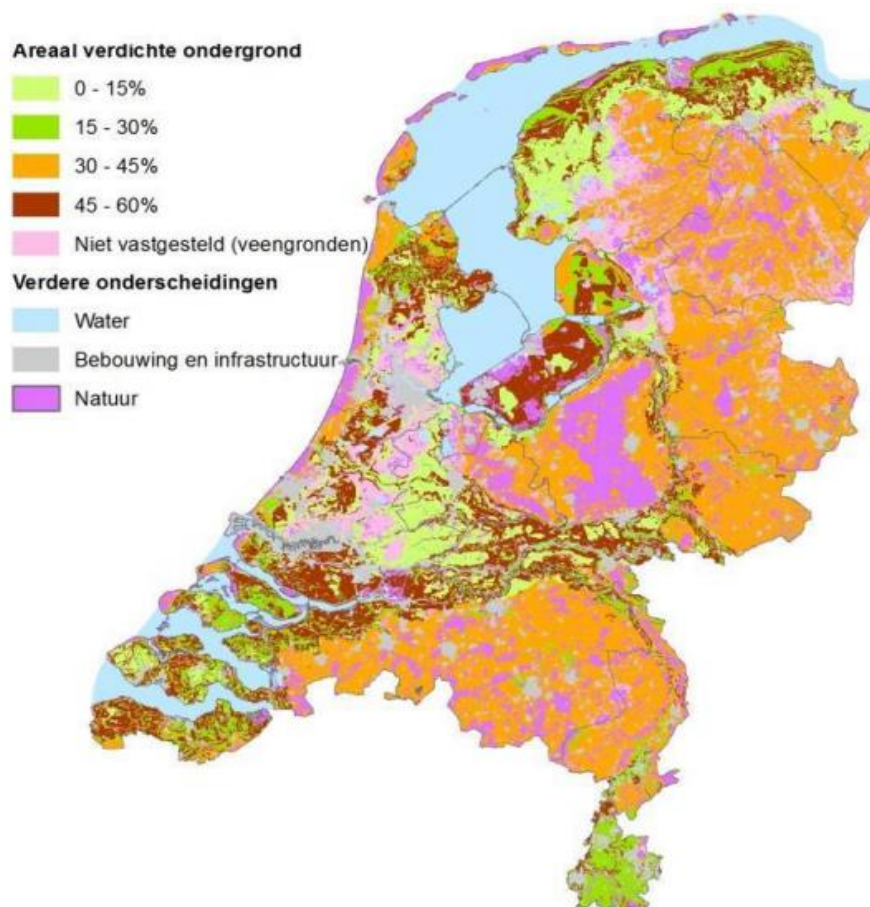 Areaal verdichte ondergrond
0 - 15%
15 - 30%
30 - 45%
45 - 60%
Niet vastgesteld (veengronden)
Verdere onderscheidingen
Water
Bebouwing en infrastructuur
Natuur